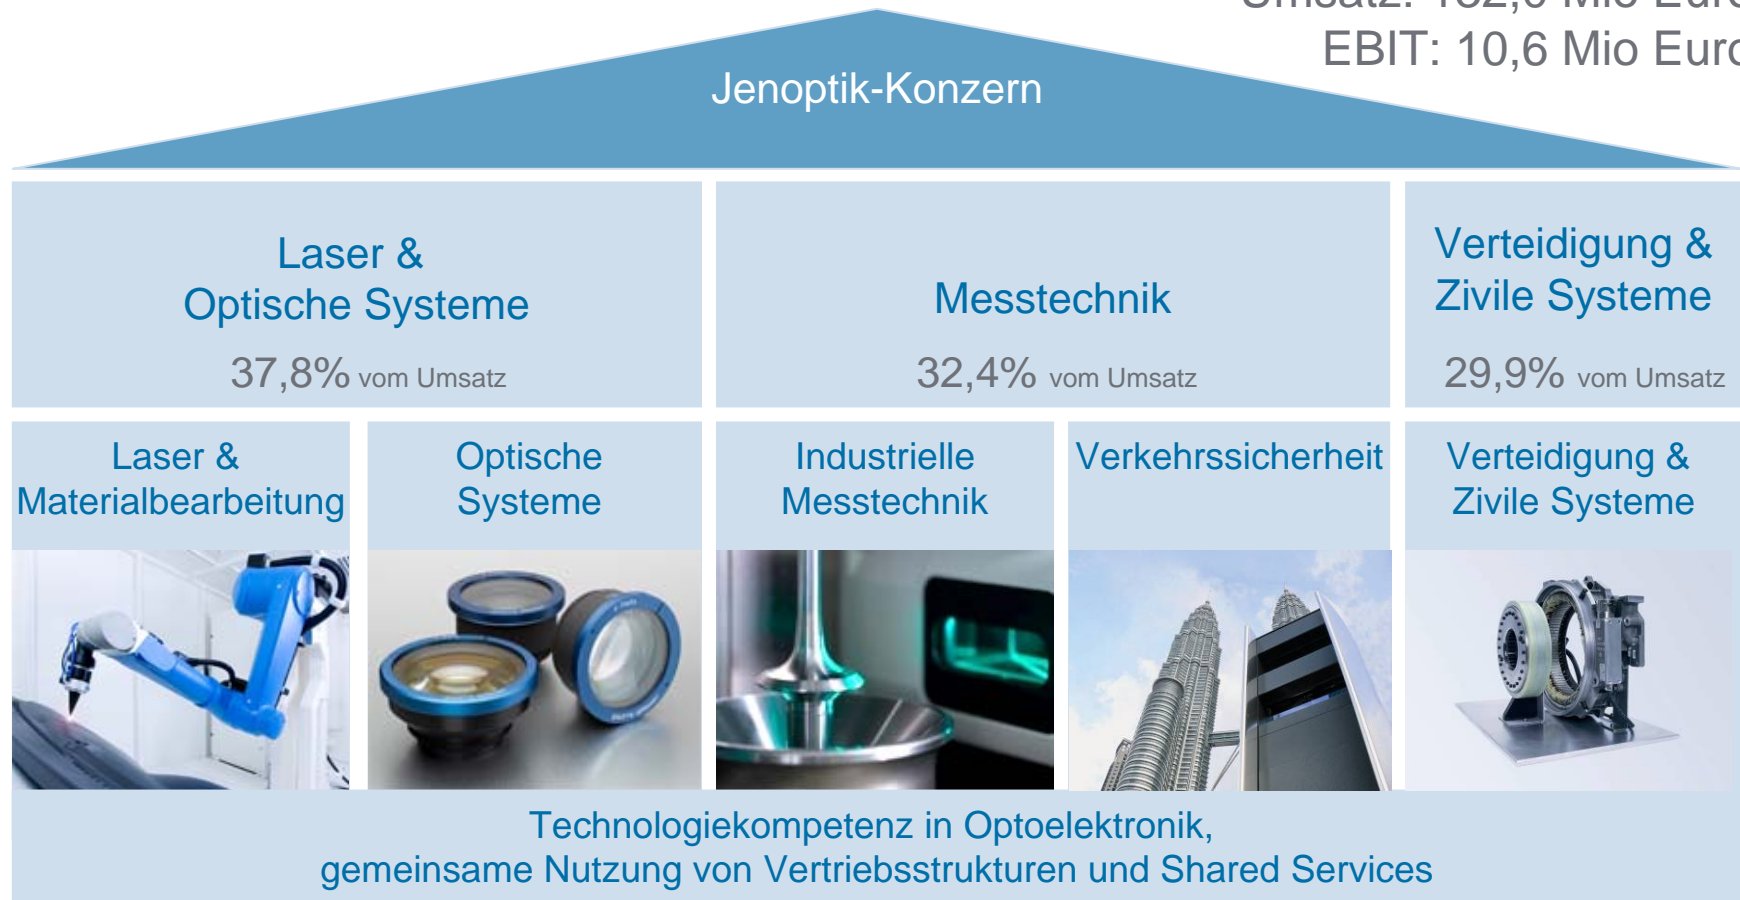 EBIT: 10,6 Mio Euro
Jenoptik-Konzern
Laser &
Optische Systeme
37,8% vom Umsatz
Messtechnik
32,4% vom Umsatz
Verteidigung &
Zivile Systeme
29,9% vom Umsatz
Laser &
Materialbearbeitung
Optische
Systeme
Industrielle
Messtechnik
Verkehrssicherheit
Verteidigung &
Zivile Systeme
Technologiekompetenz in Optoelektronik,
gemeinsame Nutzung von Vertriebsstrukturen und Shared Services